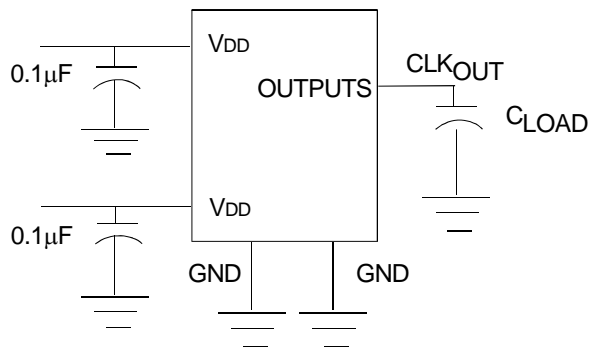 VDD
0.1μF
CLKOUT
OUTPUTS
CLOAD
VDD
0.1μF
GND
GND